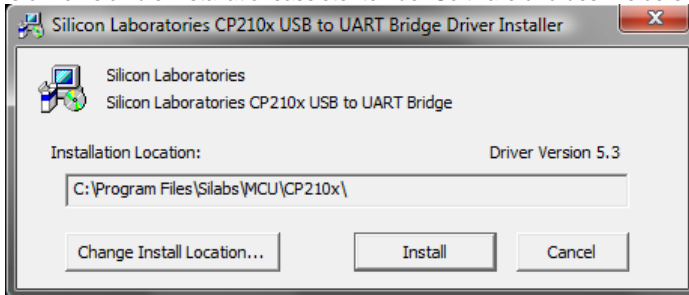 Silicon Laboratories CP210x USB to UART Bridge Driver Installer
Silicon Laboratories
Silicon Laboratories CP210x USB to UART Bridge
Installation Location:
Driver Version 5.3
C:\Program Files\Silabs\MCU\CP210x\
Change Install Location...
Install
Cancel